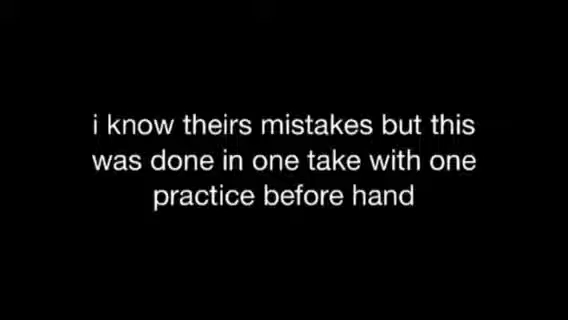 i know theirs mistakes but this
was done in one take with one
practice before hand